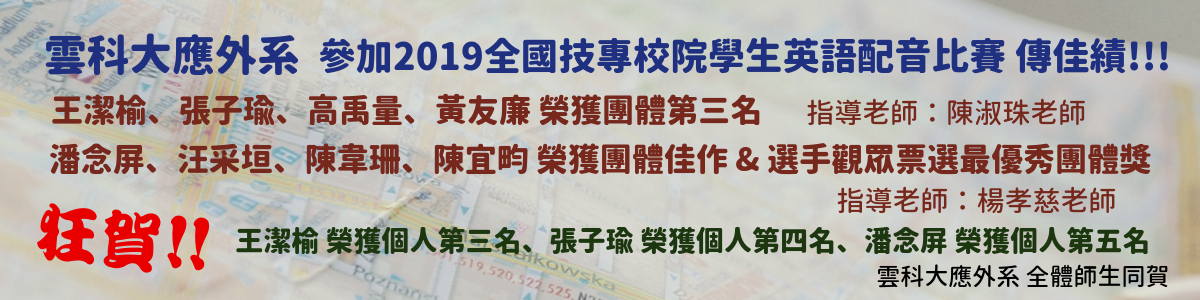 雲科大應外系 參加2019全國技專校院學生英語配音比賽 傳佳績!!!
王潔榆、張子瑜、高禹量、黃友廉 榮獲團體第三名 指導老師：陳淑珠老師
潘念屏、汪采垣、陳韋珊、陳宜畇 榮獲團體佳作 & 選手觀眾票選最優秀團體獎
指導老師：楊孝慈老師
狂賀!!
王潔榆 榮獲個人第三名、張子瑜 榮獲個人第四名、潘念屏 榮獲個人第五名
雲科大應外系 全體師生同賀